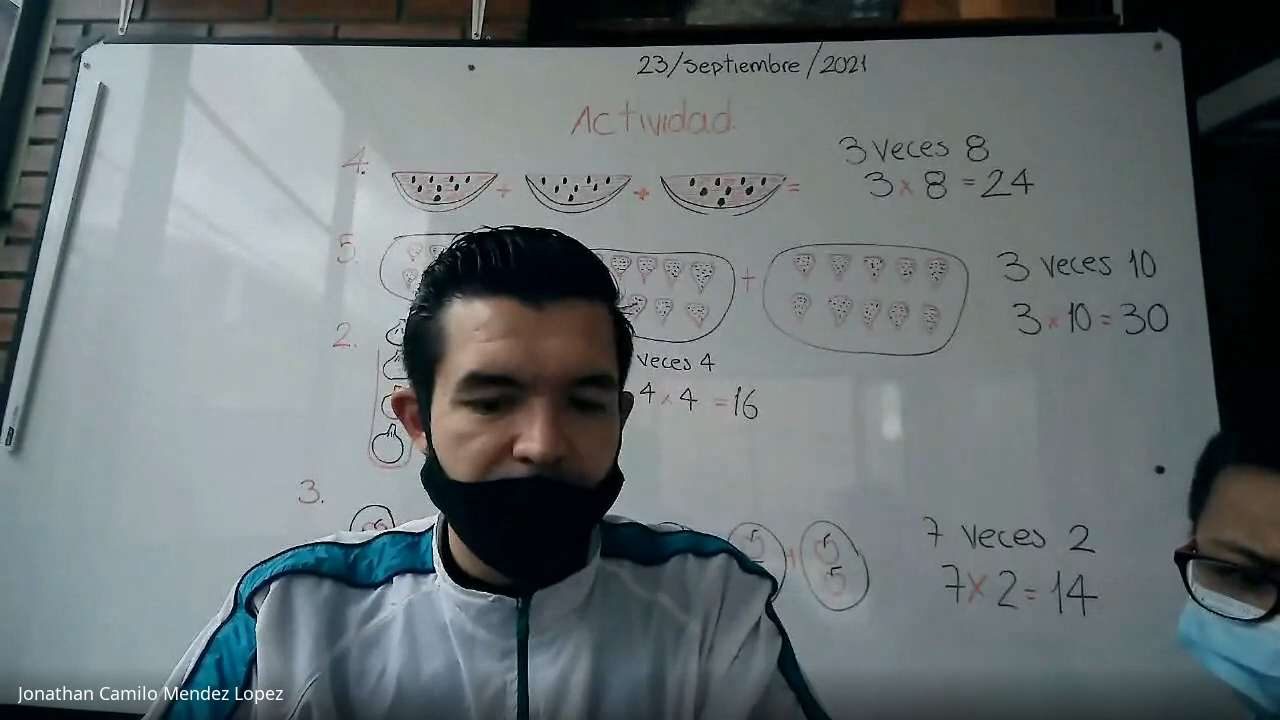 23/Septiembre/2021
Actividad.
4.
+ + =
3 veces 8
3 x 8 = 24
5.
+
3 veces 10
3 x 10 = 30
2.
veces 4
4 x 4 = 16
3.
7 veces 2
7 x 2 = 14
Jonathan Camilo Mendez Lopez